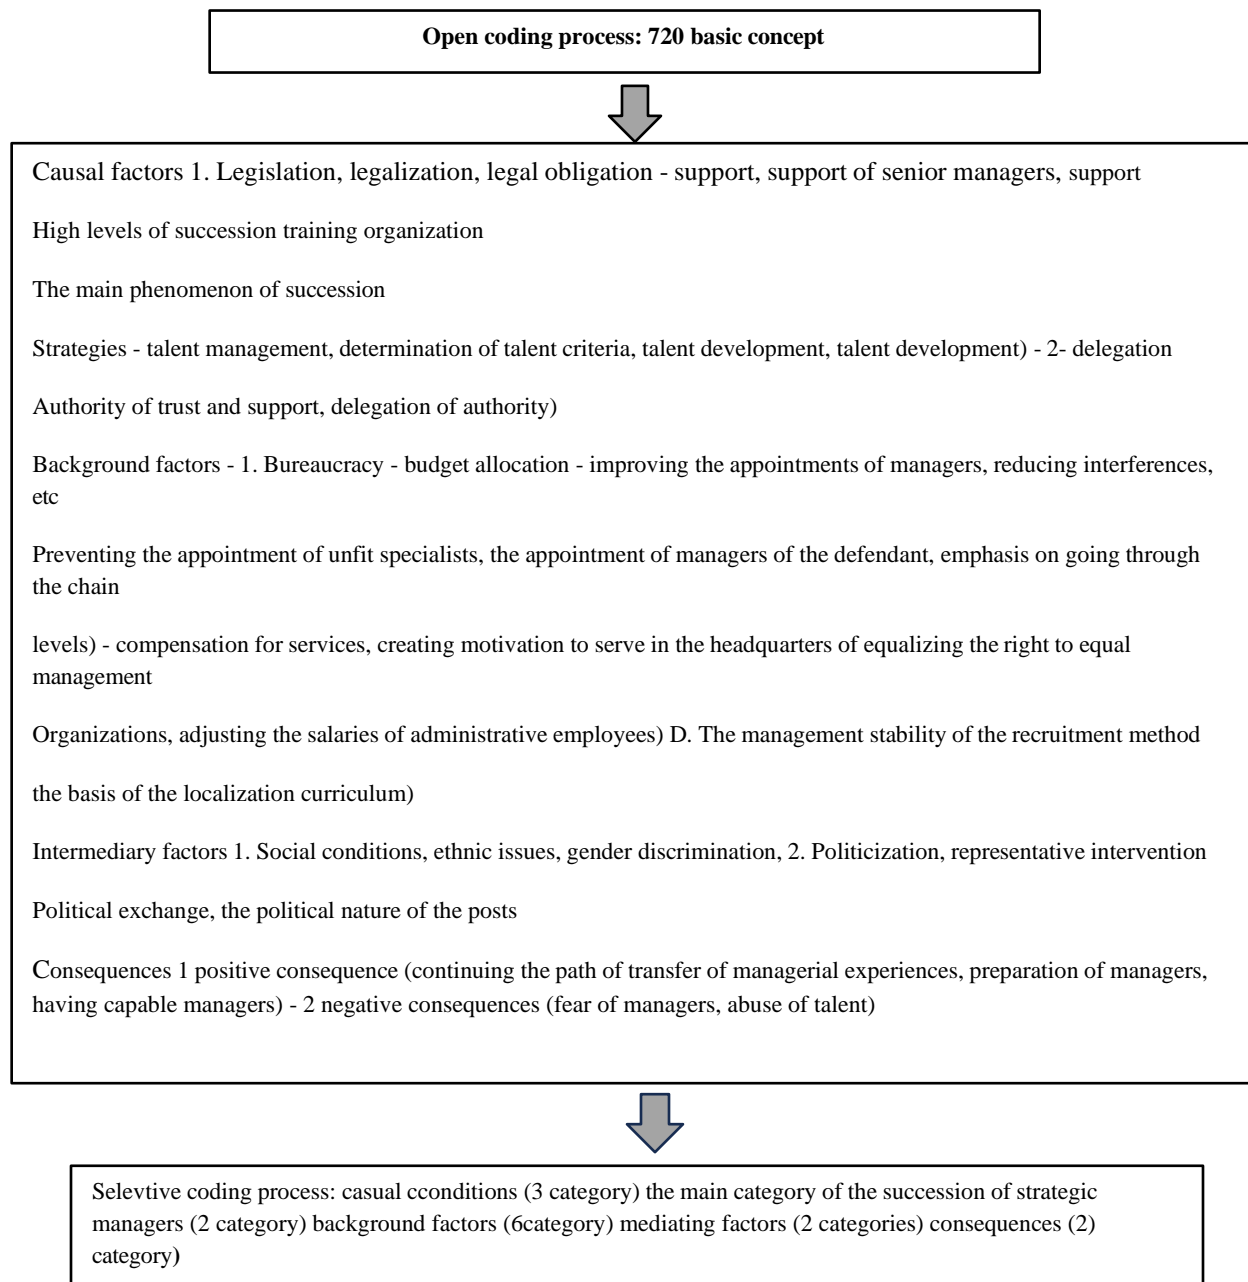 Open coding process: 720 basic concept
Causal factors 1. Legislation, legalization, legal obligation - support, support of senior managers, support
High levels of succession training organization
The main phenomenon of succession
Strategies - talent management, determination of talent criteria, talent development, talent development) - 2- delegation
Authority of trust and support, delegation of authority)
Background factors - 1. Bureaucracy - budget allocation - improving the appointments of managers, reducing interferences,
etc
Preventing the appointment of unfit specialists, the appointment of managers of the defendant, emphasis on going through
the chain
levels) - compensation for services, creating motivation to serve in the headquarters of equalizing the right to equal
management
Organizations, adjusting the salaries of administrative employees) D. The management stability of the recruitment method
the basis of the localization curriculum)
Intermediary factors 1. Social conditions, ethnic issues, gender discrimination, 2. Politicization, representative intervention
Political exchange, the political nature of the posts
Consequences 1 positive consequence (continuing the path of transfer of managerial experiences, preparation of managers,
having capable managers) - 2 negative consequences (fear of managers, abuse of talent)
Selevtive coding process: casual cconditions (3 category) the main category of the succession of strategic
managers (2 category) background factors (6category) mediating factors (2 categories) consequences (2)
category)